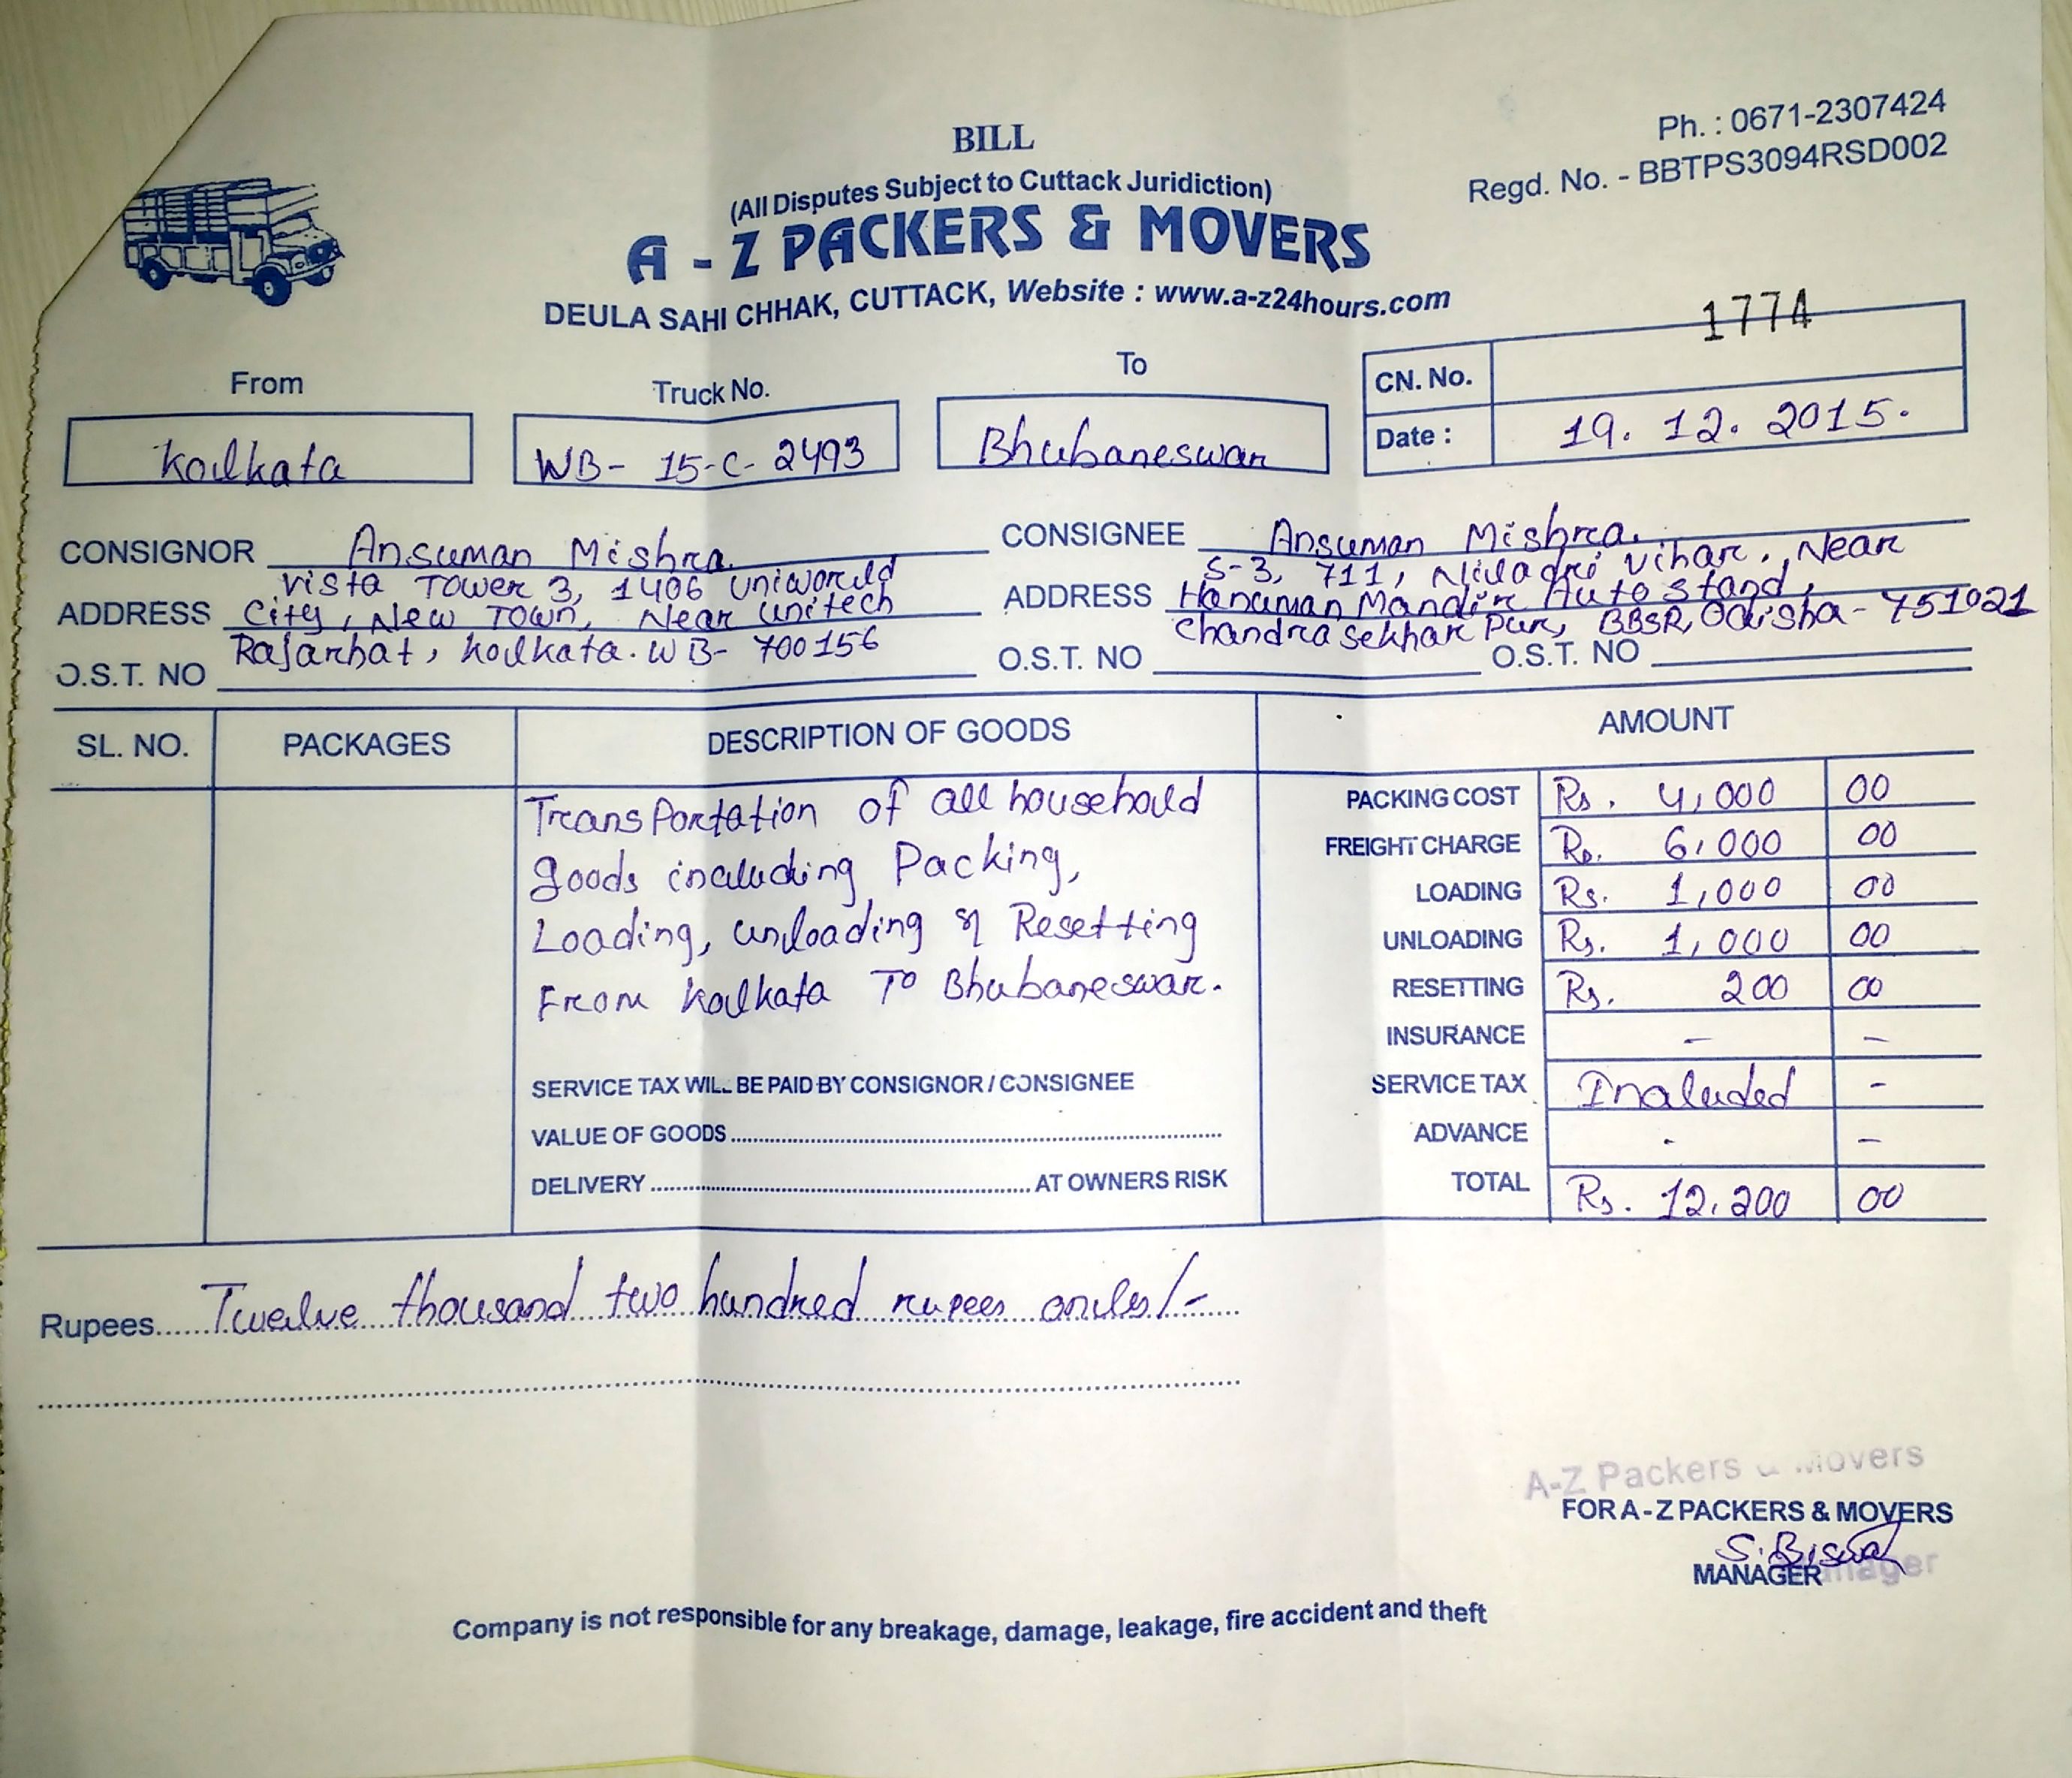 Ph. : 0671-2307424
Regd. No. - BBTPS3094RSD002
BILL
(All Disputes Subject to Cuttack Juridiction)
A - Z PACKERS & MOVERS
DEULA SAHI CHHAK, CUTTACK, Website : www.a-z24hours.com
1774
CN. No.
Date : 19. 12. 2015.
From Truck No. To
Kolkata WB- 15-C- 2493 Bhubaneswar
CONSIGNOR Ansuman Mishra.
Vista Tower 3, 1406 Uniworld
ADDRESS City, New Town, Near Unitech
Rajarhat, Kolkata. WB- 700156
O.S.T. NO
CONSIGNEE Ansuman Mishra.
S-3, 711, Niladri Vihar, Near
ADDRESS Hanuman Mandir Auto stand,
Chandrasekhar Pur, BBSR, Odisha - 751021
O.S.T. NO O.S.T. NO
SL. NO. PACKAGES DESCRIPTION OF GOODS AMOUNT
Transportation of all household
goods including Packing,
Loading, unloading & Resetting
From Kolkata To Bhubaneswar.
SERVICE TAX WILL BE PAID BY CONSIGNOR / CONSIGNEE
VALUE OF GOODS
DELIVERY AT OWNERS RISK
PACKING COST Rs. 4,000 00
FREIGHT CHARGE Rs. 6,000 00
LOADING Rs. 1,000 00
UNLOADING Rs. 1,000 00
RESETTING Rs. 200 00
INSURANCE - -
SERVICE TAX Included -
ADVANCE - -
TOTAL Rs. 12,200 00
Rupees Twelve thousand two hundred rupees only/-
A-Z Packers & Movers
FOR A - Z PACKERS & MOVERS
S. Biswal
MANAGER Manager
Company is not responsible for any breakage, damage, leakage, fire accident and theft